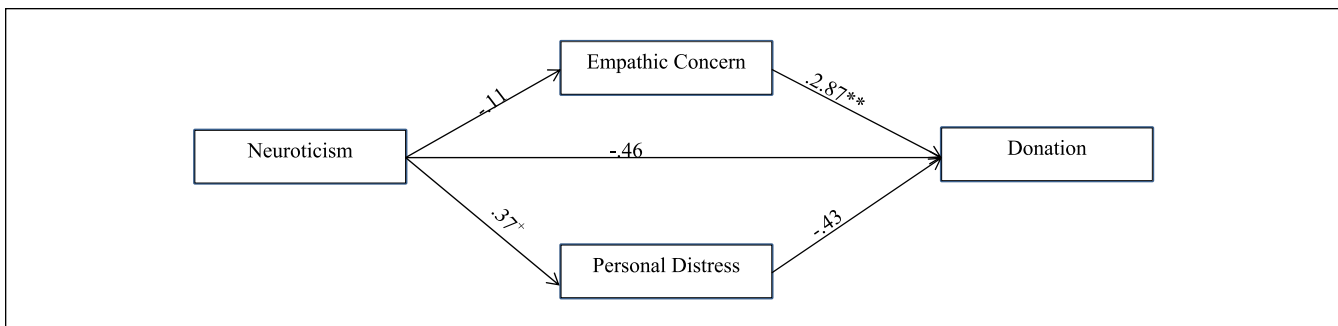 Empathic Concern
-.11
.2.87**
Neuroticism
-.46
Donation
.37+
-.43
Personal Distress